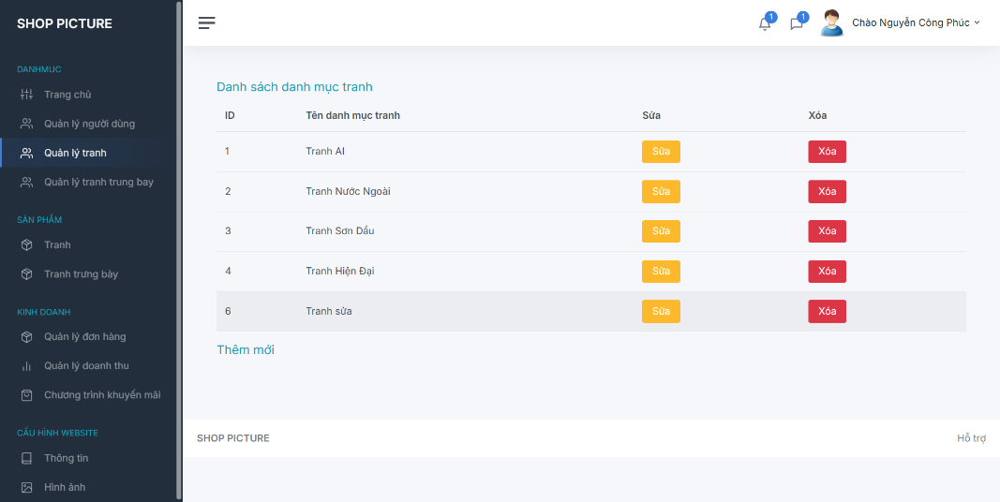 SHOP PICTURE
DANHMUC
Trang chủ
Quản lý người dùng
Quản lý tranh
Quản lý tranh trung bay
SẢN PHẨM
Tranh
Tranh trưng bày
KINH DOANH
Quản lý đơn hàng
Quản lý doanh thu
Chương trình khuyến mãi
CẤU HÌNH WEBSITE
Thông tin
Hình ảnh
1
1
Chào Nguyễn Công Phúc
Danh sách danh mục tranh
ID Tên danh mục tranh Sửa Xóa
1 Tranh AI Sửa Xóa
2 Tranh Nước Ngoài Sửa Xóa
3 Tranh Sơn Dầu Sửa Xóa
4 Tranh Hiện Đại Sửa Xóa
6 Tranh sửa Sửa Xóa
Thêm mới
SHOP PICTURE Hỗ trợ